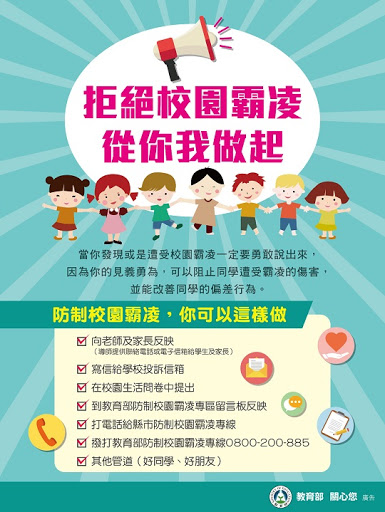 拒絕校園霸凌
從你我做起
當你發現或是遭受校園霸凌一定要勇敢說出來，
因為你的見義勇為，可以阻止同學遭受霸凌的傷害，
並能改善同學的偏差行為。
防制校園霸凌，你可以這樣做
向老師及家長反映
（導師提供聯絡電話或電子信箱給學生及家長）
寫信給學校投訴信箱
在校園生活問卷中提出
到教育部防制校園霸凌專區留言板反映
打電話給縣市防制校園霸凌專線
撥打教育部防制校園霸凌專線0800-200-885
其他管道（好同學、好朋友）
教育部 關心您 廣告